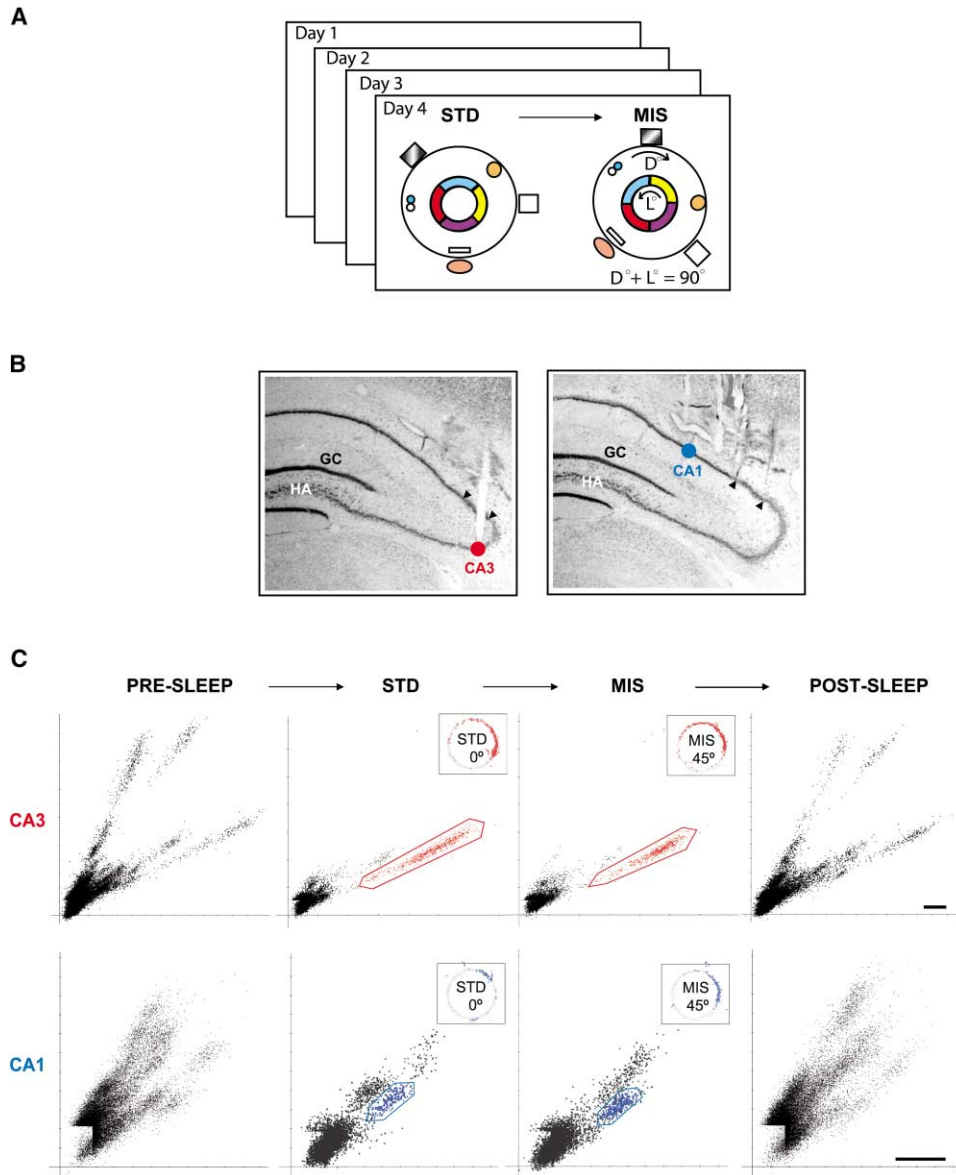 A
Day 1
Day 2
Day 3
Day 4
STD
MIS
D°
L°
D°+ L° = 90°
B
GC
HA
CA3
GC
HA
CA1
C
PRE-SLEEP
STD
MIS
POST-SLEEP
CA3
STD
0º
MIS
45º
CA1
STD
0º
MIS
45º